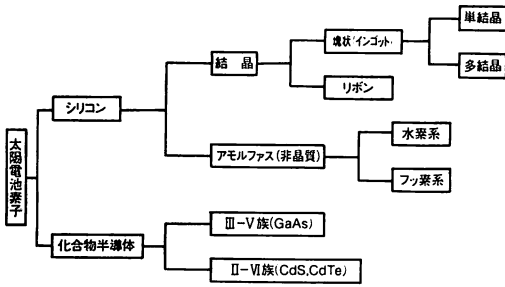 太陽電池素子
シリコン
結晶
塊状(インゴット)
単結晶
多結晶
リボン
アモルファス(非晶質)
水素系
フッ素系
化合物半導体
Ⅲ−Ⅴ族(GaAs)
Ⅱ−Ⅵ族(CdS,CdTe)